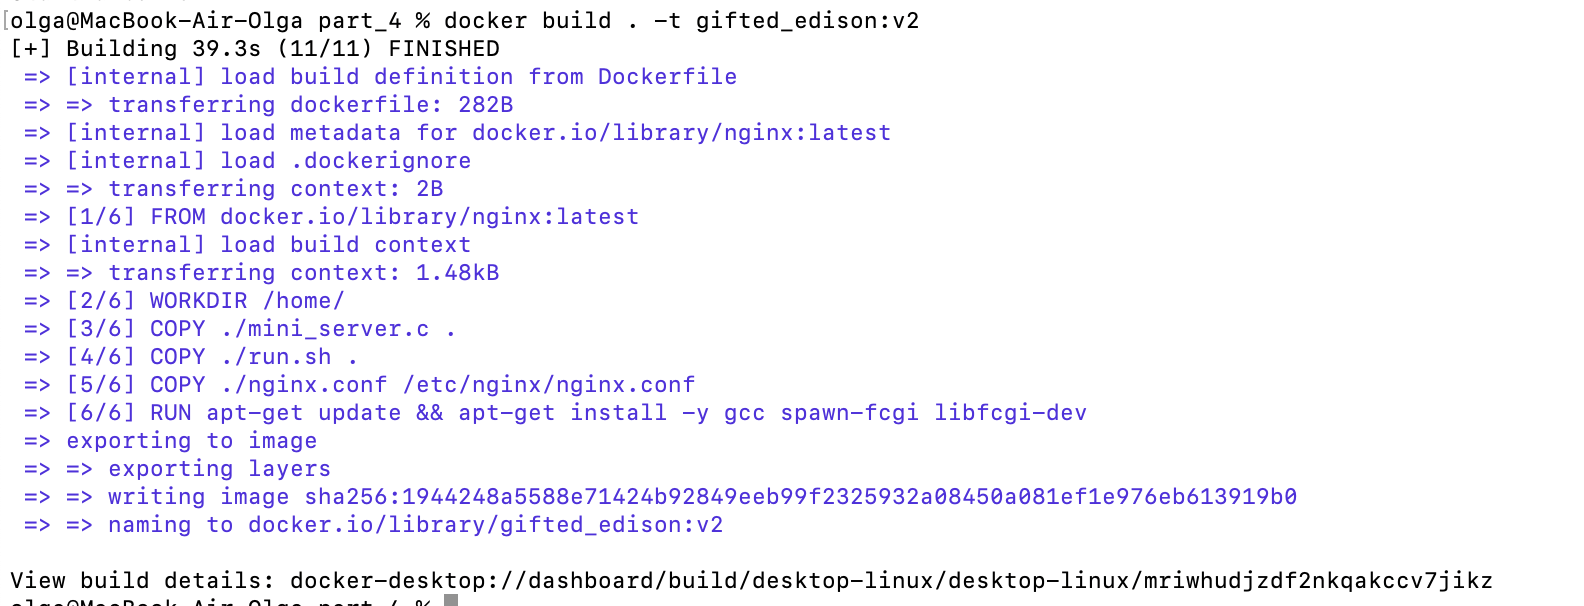 [olga@MacBook-Air-Olga part_4 % docker build . -t gifted_edison:v2
[+] Building 39.3s (11/11) FINISHED
=> [internal] load build definition from Dockerfile
=> => transferring dockerfile: 282B
=> [internal] load metadata for docker.io/library/nginx:latest
=> [internal] load .dockerignore
=> => transferring context: 2B
=> [1/6] FROM docker.io/library/nginx:latest
=> [internal] load build context
=> => transferring context: 1.48kB
=> [2/6] WORKDIR /home/
=> [3/6] COPY ./mini_server.c .
=> [4/6] COPY ./run.sh .
=> [5/6] COPY ./nginx.conf /etc/nginx/nginx.conf
=> [6/6] RUN apt-get update && apt-get install -y gcc spawn-fcgi libfcgi-dev
=> exporting to image
=> => exporting layers
=> => writing image sha256:1944248a5588e71424b92849eeb99f2325932a08450a081ef1e976eb613919b0
=> => naming to docker.io/library/gifted_edison:v2
View build details: docker-desktop://dashboard/build/desktop-linux/desktop-linux/mriwhudjzdf2nkqakccv7jikz
olga@MacBook-Air-Olga part_4 %